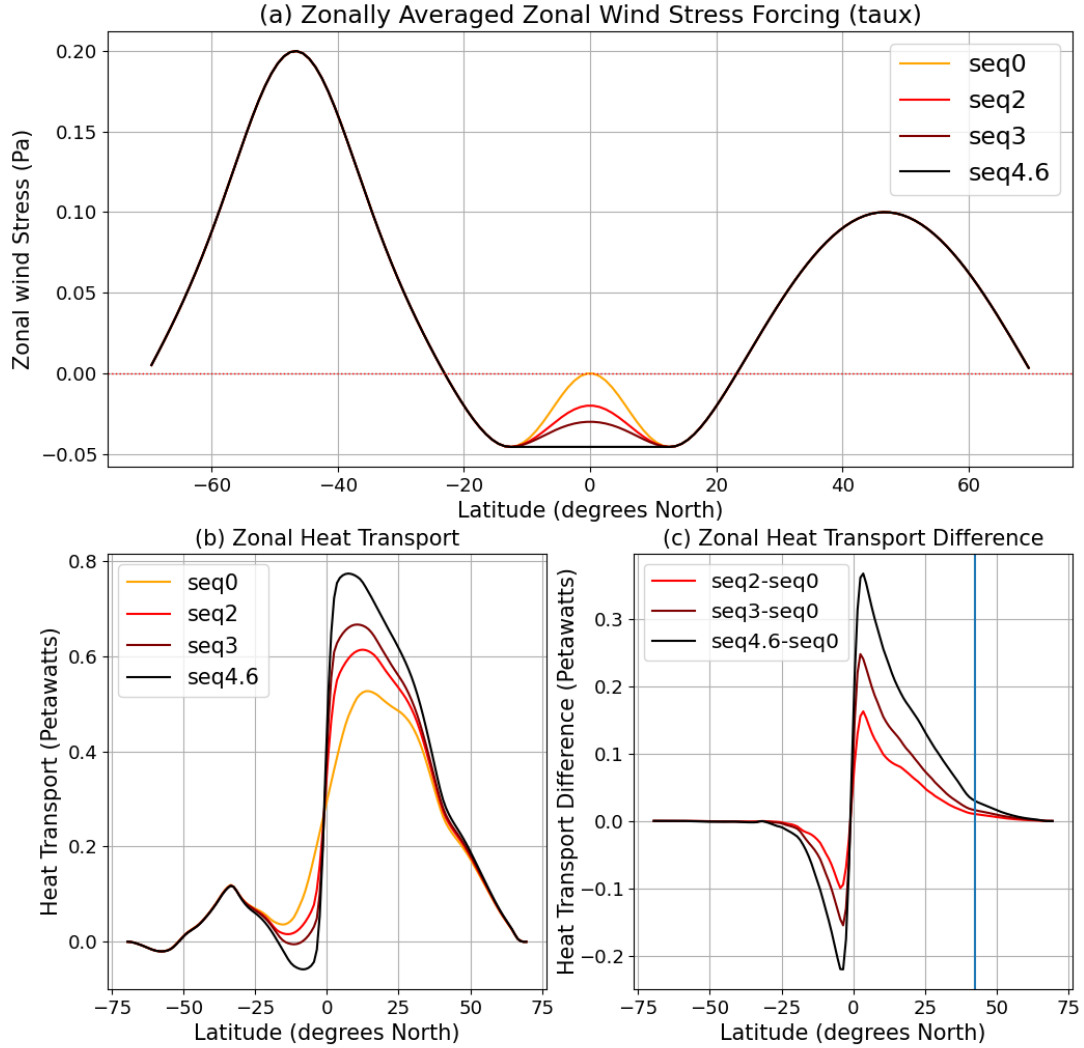 (a) Zonally Averaged Zonal Wind Stress Forcing (taux)
Zonal wind Stress (Pa)
0.20
0.15
0.10
0.05
0.00
−0.05
seq0
seq2
seq3
seq4.6
−60
−40
−20
0
20
40
60
Latitude (degrees North)
(b) Zonal Heat Transport
Heat Transport (Petawatts)
0.8
0.6
0.4
0.2
0.0
seq0
seq2
seq3
seq4.6
−75
−50
−25
0
25
50
75
Latitude (degrees North)
(c) Zonal Heat Transport Difference
Heat Transport Difference (Petawatts)
0.3
0.2
0.1
0.0
−0.1
−0.2
seq2-seq0
seq3-seq0
seq4.6-seq0
−75
−50
−25
0
25
50
75
Latitude (degrees North)